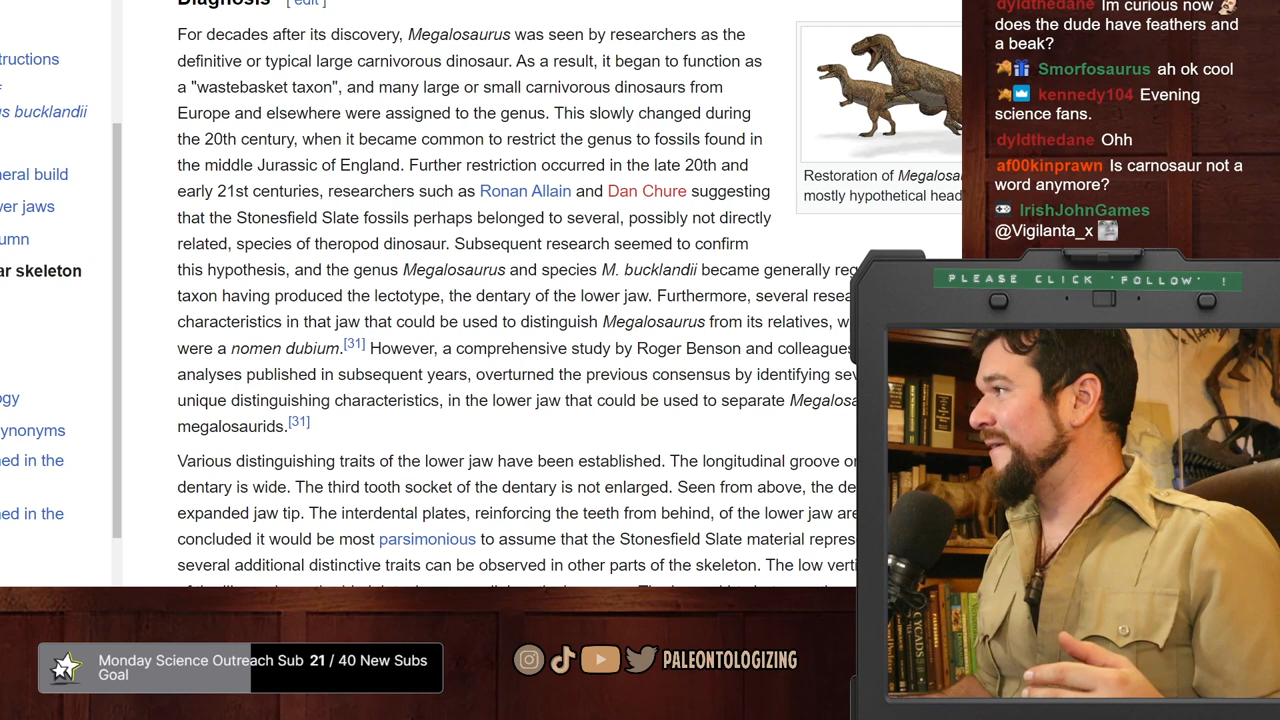 Diagnosis [ edit ]
For decades after its discovery, Megalosaurus was seen by researchers as the
definitive or typical large carnivorous dinosaur. As a result, it began to function as
a "wastebasket taxon", and many large or small carnivorous dinosaurs from
Europe and elsewhere were assigned to the genus. This slowly changed during
the 20th century, when it became common to restrict the genus to fossils found in
the middle Jurassic of England. Further restriction occurred in the late 20th and
early 21st centuries, researchers such as Ronan Allain and Dan Chure suggesting
that the Stonesfield Slate fossils perhaps belonged to several, possibly not directly
related, species of theropod dinosaur. Subsequent research seemed to confirm
this hypothesis, and the genus Megalosaurus and species M. bucklandii became generally reg
taxon having produced the lectotype, the dentary of the lower jaw. Furthermore, several resea
characteristics in that jaw that could be used to distinguish Megalosaurus from its relatives, w
were a nomen dubium.[31] However, a comprehensive study by Roger Benson and colleagues
analyses published in subsequent years, overturned the previous consensus by identifying sev
unique distinguishing characteristics, in the lower jaw that could be used to separate Megalosa
megalosaurids.[31]
Various distinguishing traits of the lower jaw have been established. The longitudinal groove or
dentary is wide. The third tooth socket of the dentary is not enlarged. Seen from above, the de
expanded jaw tip. The interdental plates, reinforcing the teeth from behind, of the lower jaw are
concluded it would be most parsimonious to assume that the Stonesfield Slate material repres
several additional distinctive traits can be observed in other parts of the skeleton. The low verti
tructions
s bucklandii
neral build
wer jaws
umn
ar skeleton
ogy
ynonyms
ned in the
ned in the
Restoration of Megalosau
mostly hypothetical head
dyldthedane Im curious now
does the dude have feathers and
a beak?
Smorfosaurus ah ok cool
kennedy104 Evening
science fans.
dyldthedane Ohh
af00kinprawn Is carnosaur not a
word anymore?
IrishJohnGames
@Vigilanta_x
PLEASE CLICK 'FOLLOW' !
CYCADS
Monday Science Outreach Sub 21 / 40 New Subs
Goal
PALEONTOLOGIZING